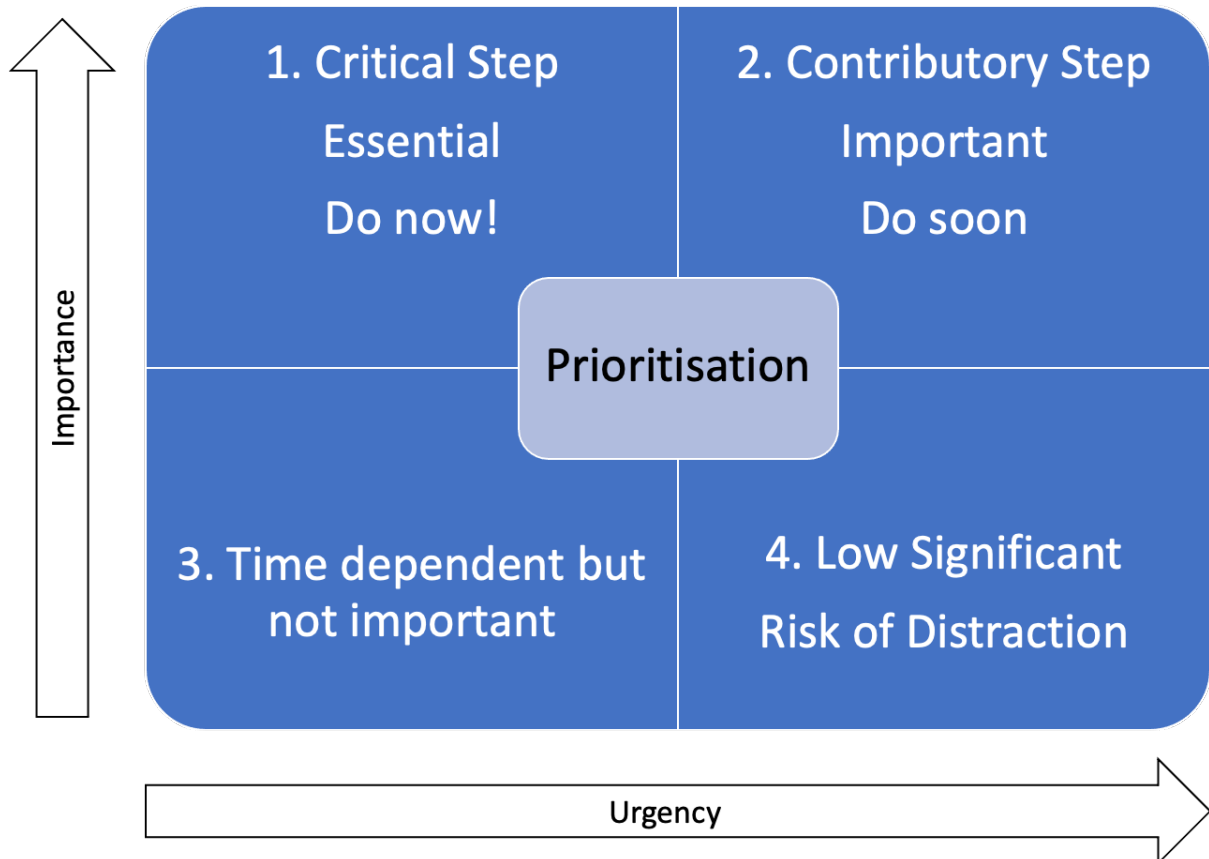 1. Critical Step
Essential
Do now!
2. Contributory Step
Important
Do soon
Importance
Prioritisation
3. Time dependent but
not important
4. Low Significant
Risk of Distraction
Urgency